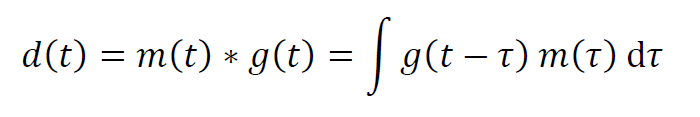 d(t) = m(t) * g(t) = ∫ g(t − τ) m(τ) dτ